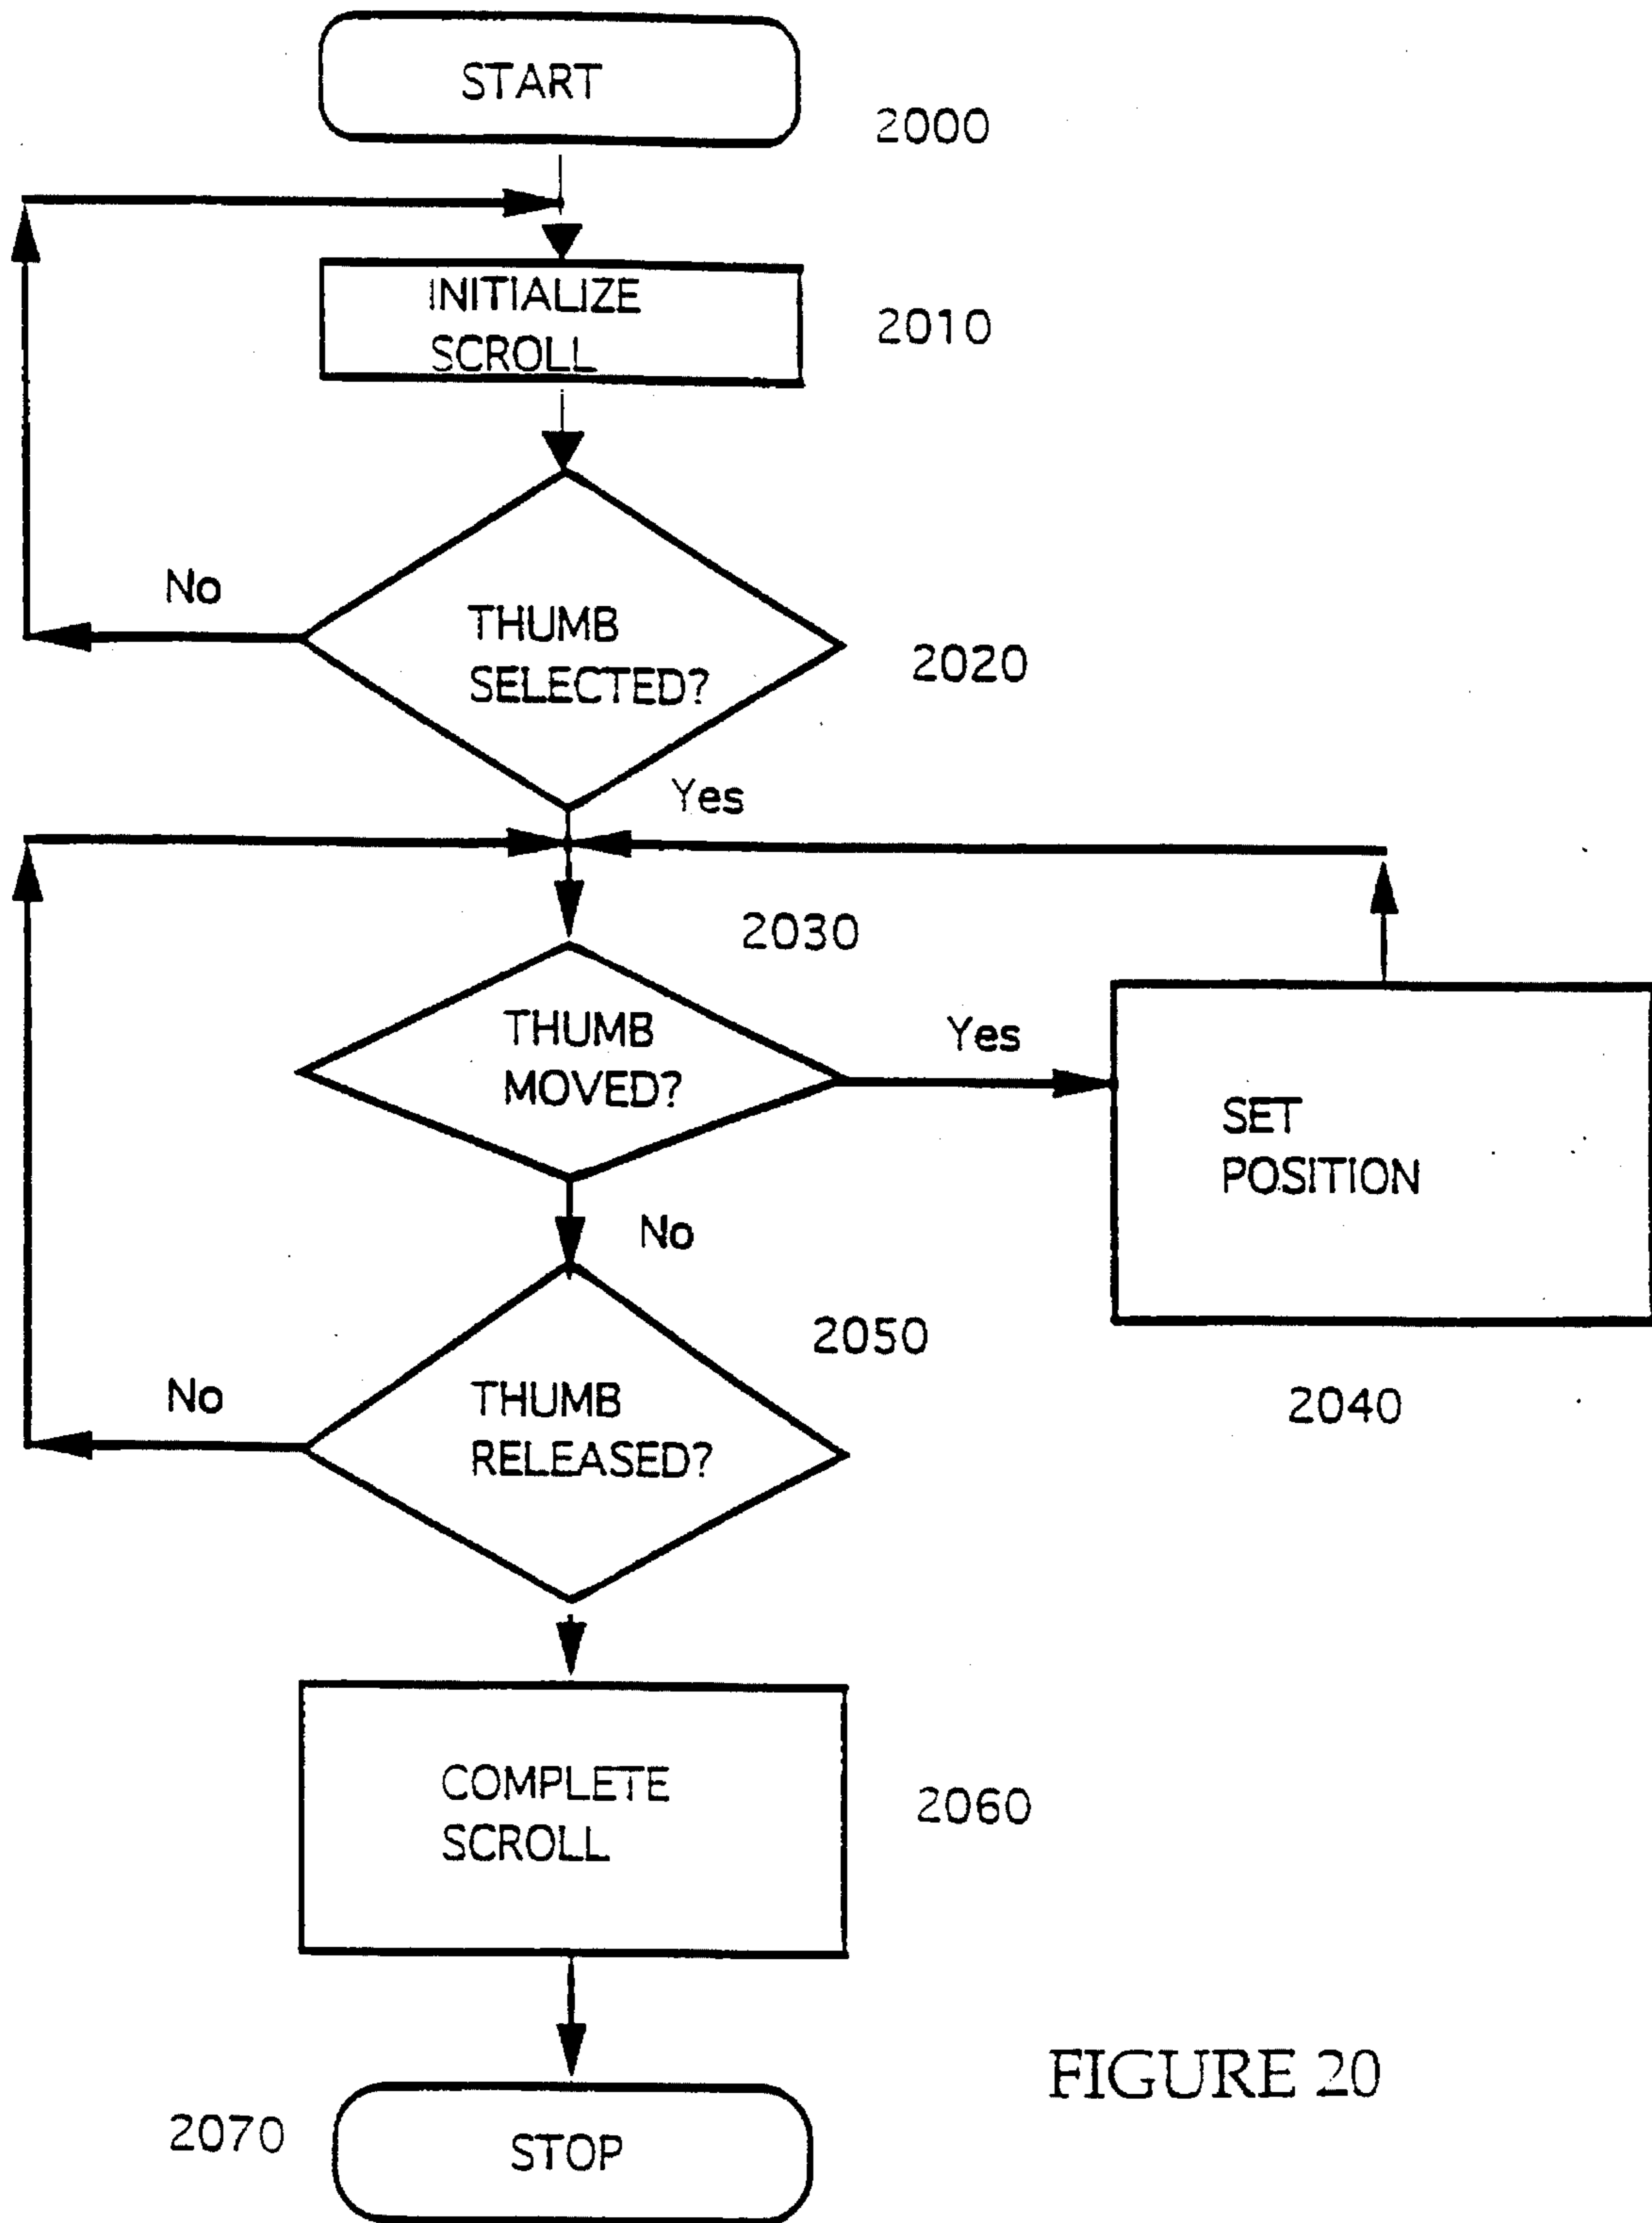 START
2000
INITIALIZE
SCROLL
2010
No
THUMB
SELECTED?
2020
Yes
2030
THUMB
MOVED?
Yes
SET
POSITION
No
2050
2040
No
THUMB
RELEASED?
COMPLETE
SCROLL
2060
FIGURE 20
2070
STOP